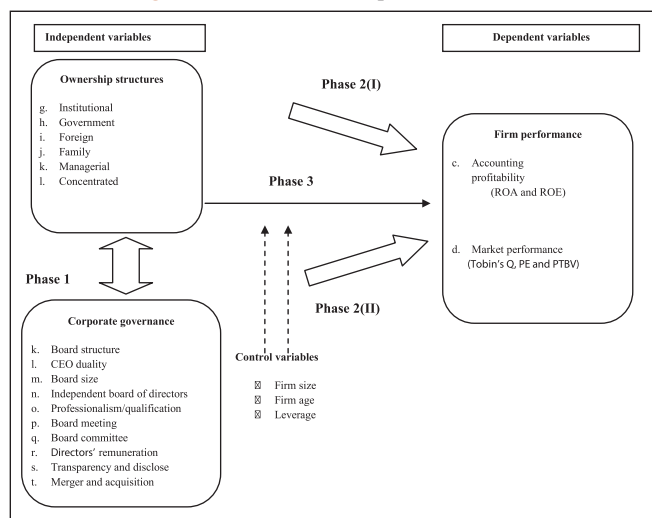 Independent variables
Dependent variables
Ownership structures
g. Institutional
h. Government
i. Foreign
j. Family
k. Managerial
l. Concentrated
Phase 2(I)
Firm performance
c. Accounting
profitability
(ROA and ROE)
d. Market performance
(Tobin's Q, PE and PTBV)
Phase 3
Phase 1
Phase 2(II)
Corporate governance
k. Board structure
l. CEO duality
m. Board size
n. Independent board of directors
o. Professionalism/qualification
p. Board meeting
q. Board committee
r. Directors' remuneration
s. Transparency and disclose
t. Merger and acquisition
Control variables
Firm size
Firm age
Leverage